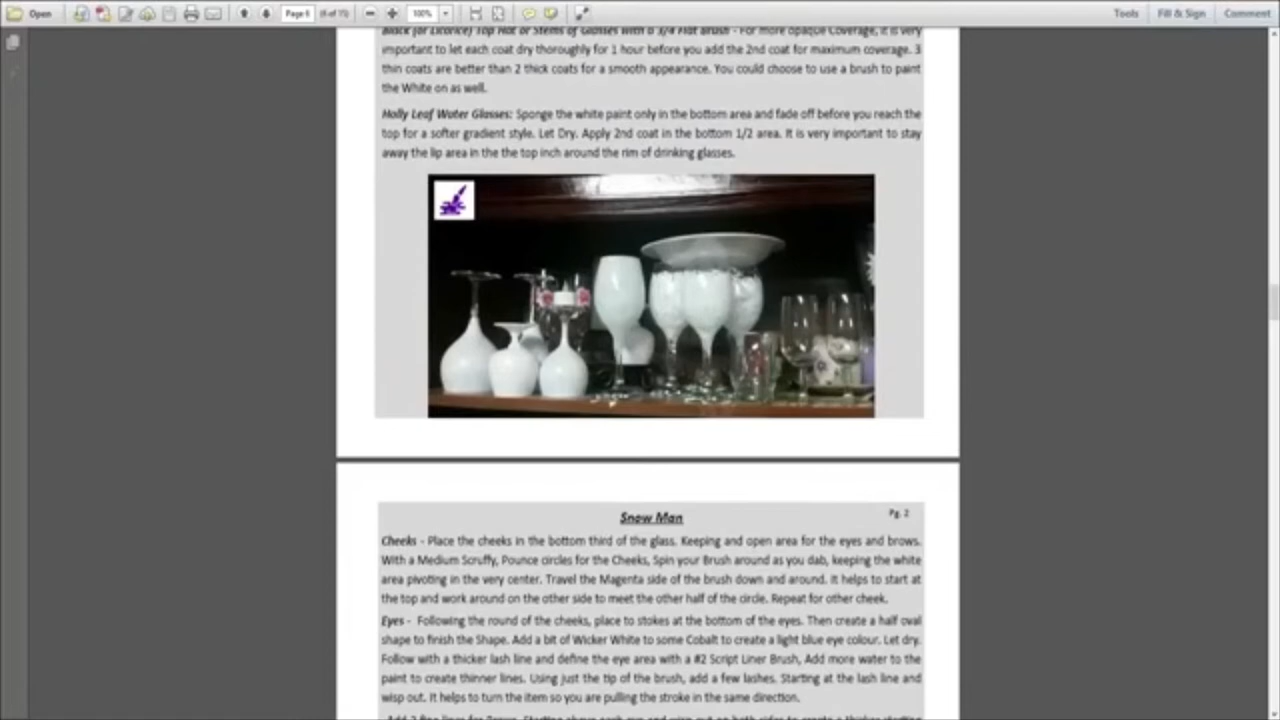 Open
Page 6
(6 of 15)
100%
Tools
Fill & Sign
Comment
Black (or Licorice) Top Hat or Stems of Glasses with a 3/4 Flat Brush - For more opaque Coverage, it is very
important to let each coat dry thoroughly for 1 hour before you add the 2nd coat for maximum coverage. 3
thin coats are better than 2 thick coats for a smooth appearance. You could choose to use a brush to paint
the White on as well.
Holly Leaf Water Glasses: Sponge the white paint only in the bottom area and fade off before you reach the
top for a softer gradient style. Let Dry. Apply 2nd coat in the bottom 1/2 area. It is very important to stay
away the lip area in the the top inch around the rim of drinking glasses.
Snow Man
Pg. 2
Cheeks - Place the cheeks in the bottom third of the glass. Keeping and open area for the eyes and brows.
With a Medium Scruffy, Pounce circles for the Cheeks, Spin your Brush around as you dab, keeping the white
area pivoting in the very center. Travel the Magenta side of the brush down and around. It helps to start at
the top and work around on the other side to meet the other half of the circle. Repeat for other cheek.
Eyes - Following the round of the cheeks, place to stokes at the bottom of the eyes. Then create a half oval
shape to finish the Shape. Add a bit of Wicker White to some Cobalt to create a light blue eye colour. Let dry.
Follow with a thicker lash line and define the eye area with a #2 Script Liner Brush, Add more water to the
paint to create thinner lines. Using just the tip of the brush, add a few lashes. Starting at the lash line and
wisp out. It helps to turn the item so you are pulling the stroke in the same direction.